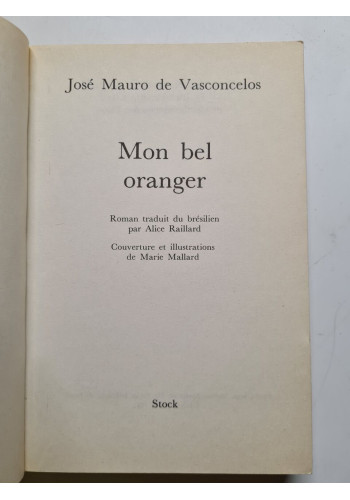 José Mauro de Vasconcelos
Mon bel
oranger
Roman traduit du brésilien
par Alice Raillard
Couverture et illustrations
de Marie Mallard
Stock